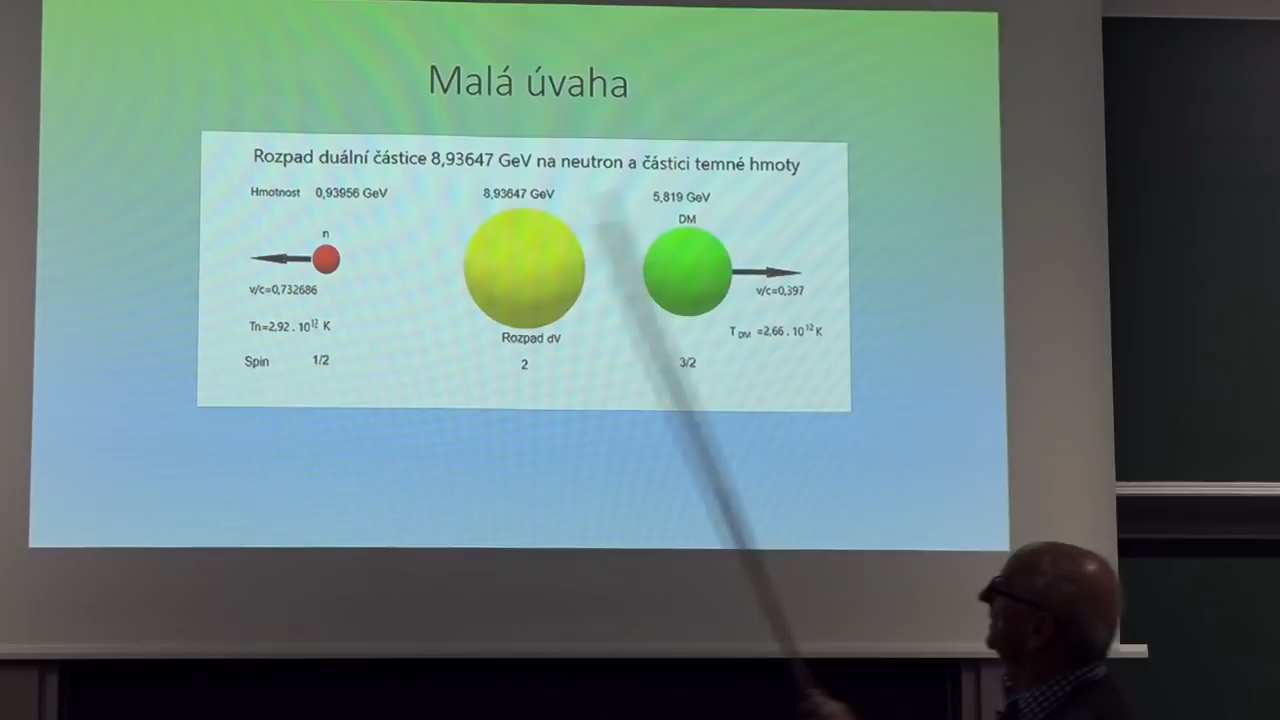 Malá úvaha
Rozpad duální částice 8,93647 GeV na neutron a částici temné hmoty
Hmotnost 0,93956 GeV 8,93647 GeV 5,819 GeV
n DM
v/c=0,732686 v/c=0,397
Tn=2,92 . 10¹² K T DM =2,66 . 10¹² K
Rozpad dV
Spin 1/2 2 3/2